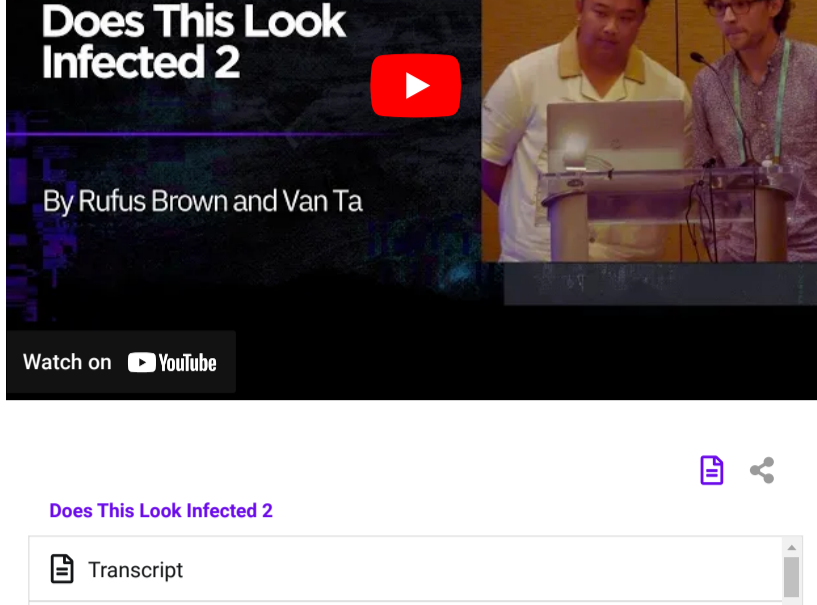 Does This Look
Infected 2
By Rufus Brown and Van Ta
Watch on YouTube
Does This Look Infected 2
Transcript